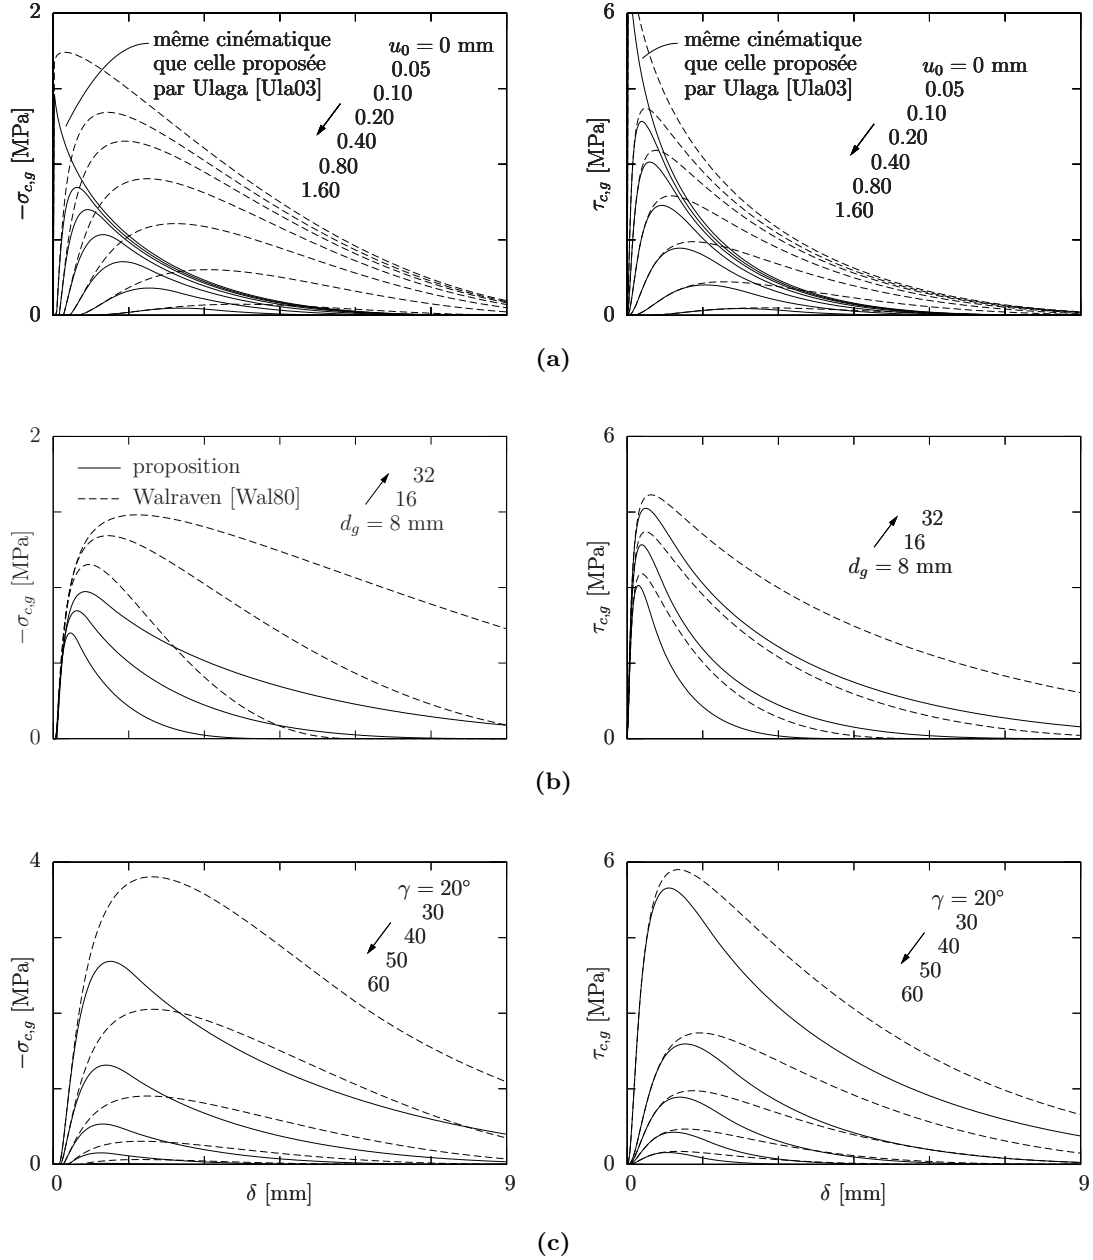 2
même cinématique
que celle proposée
par Ulaga [Ula03]
u₀ = 0 mm
0.05
0.10
0.20
0.40
0.80
1.60
−σc,g [MPa]
0
6
même cinématique
que celle proposée
par Ulaga [Ula03]
u₀ = 0 mm
0.05
0.10
0.20
0.40
0.80
1.60
τc,g [MPa]
0
(a)
2
proposition
Walraven [Wal80]
32
16
dg = 8 mm
−σc,g [MPa]
0
6
32
16
dg = 8 mm
τc,g [MPa]
0
(b)
4
γ = 20°
30
40
50
60
−σc,g [MPa]
0
0
9
δ [mm]
6
γ = 20°
30
40
50
60
τc,g [MPa]
0
0
9
δ [mm]
(c)